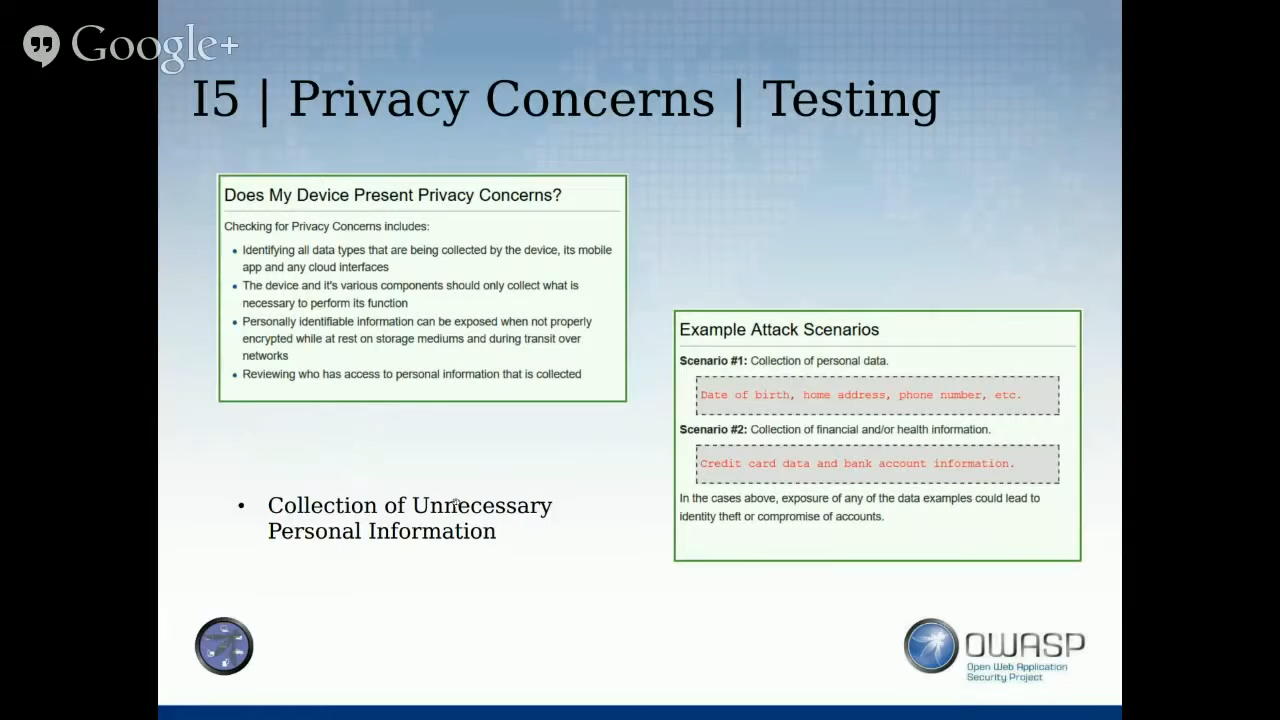 Google+
I5 | Privacy Concerns | Testing
Does My Device Present Privacy Concerns?
Checking for Privacy Concerns includes:
• Identifying all data types that are being collected by the device, its mobile
app and any cloud interfaces
• The device and it's various components should only collect what is
necessary to perform its function
• Personally identifiable information can be exposed when not properly
encrypted while at rest on storage mediums and during transit over
networks
• Reviewing who has access to personal information that is collected
Example Attack Scenarios
Scenario #1: Collection of personal data.
Date of birth, home address, phone number, etc.
Scenario #2: Collection of financial and/or health information.
Credit card data and bank account information.
In the cases above, exposure of any of the data examples could lead to
identity theft or compromise of accounts.
• Collection of Unnecessary
Personal Information
OWASP
Open Web Application
Security Project